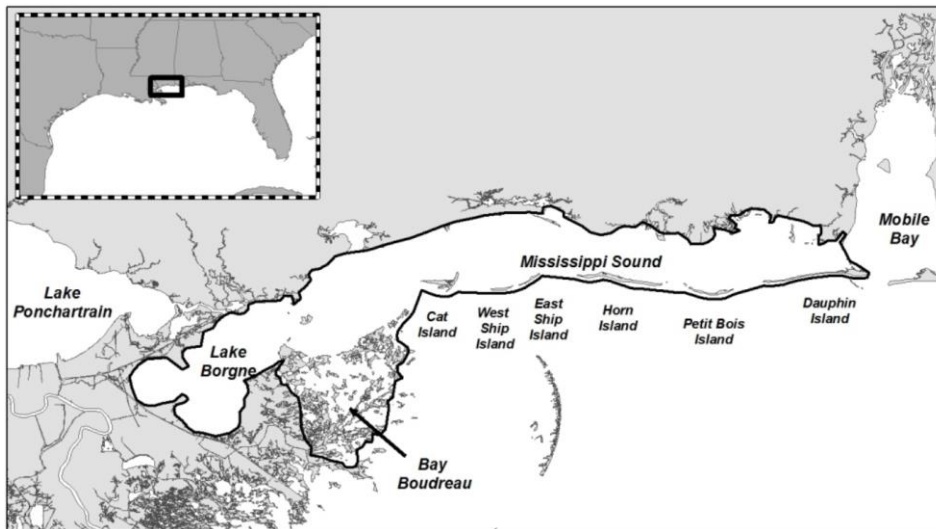 Mobile
Bay
Mississippi Sound
Lake
Ponchartrain
Cat
Island
West
Ship
Island
East
Ship
Island
Horn
Island
Petit Bois
Island
Dauphin
Island
Lake
Borgne
Bay
Boudreau